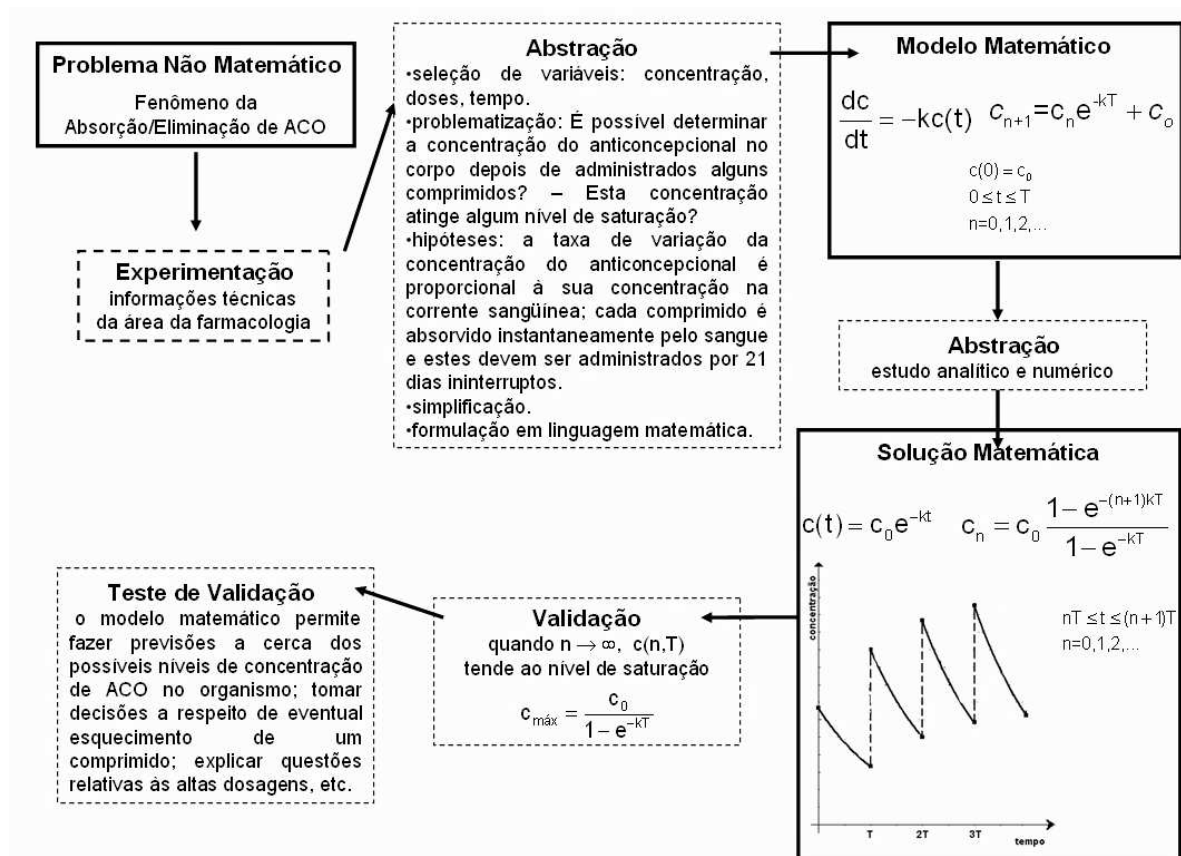 Problema Não Matemático
Fenômeno da
Absorção/Eliminação de ACO
Experimentação
informações técnicas
da área da farmacologia
Abstração
•seleção de variáveis: concentração,
doses, tempo.
•problematização: É possível determinar
a concentração do anticoncepcional no
corpo depois de administrados alguns
comprimidos? – Esta concentração
atinge algum nível de saturação?
•hipóteses: a taxa de variação da
concentração do anticoncepcional é
proporcional à sua concentração na
corrente sangüínea; cada comprimido é
absorvido instantaneamente pelo sangue
e estes devem ser administrados por 21
dias ininterruptos.
•simplificação.
•formulação em linguagem matemática.
Modelo Matemático
dc/dt = -kc(t) c_{n+1}=c_n e^{-kT} + c_o
c(0) = c_0
0 ≤ t ≤ T
n=0,1,2,...
Abstração
estudo analítico e numérico
Solução Matemática
c(t) = c_0 e^{-kt} c_n = c_0 (1- e^{-(n+1)kT})/(1- e^{-kT})
concentração
nT ≤ t ≤ (n+1)T
n=0,1,2,...
T 2T 3T tempo
Validação
quando n → ∞, c(n,T)
tende ao nível de saturação
c_{máx} = c_0/(1- e^{-kT})
Teste de Validação
o modelo matemático permite
fazer previsões a cerca dos
possíveis níveis de concentração
de ACO no organismo; tomar
decisões a respeito de eventual
esquecimento de um
comprimido; explicar questões
relativas às altas dosagens, etc.